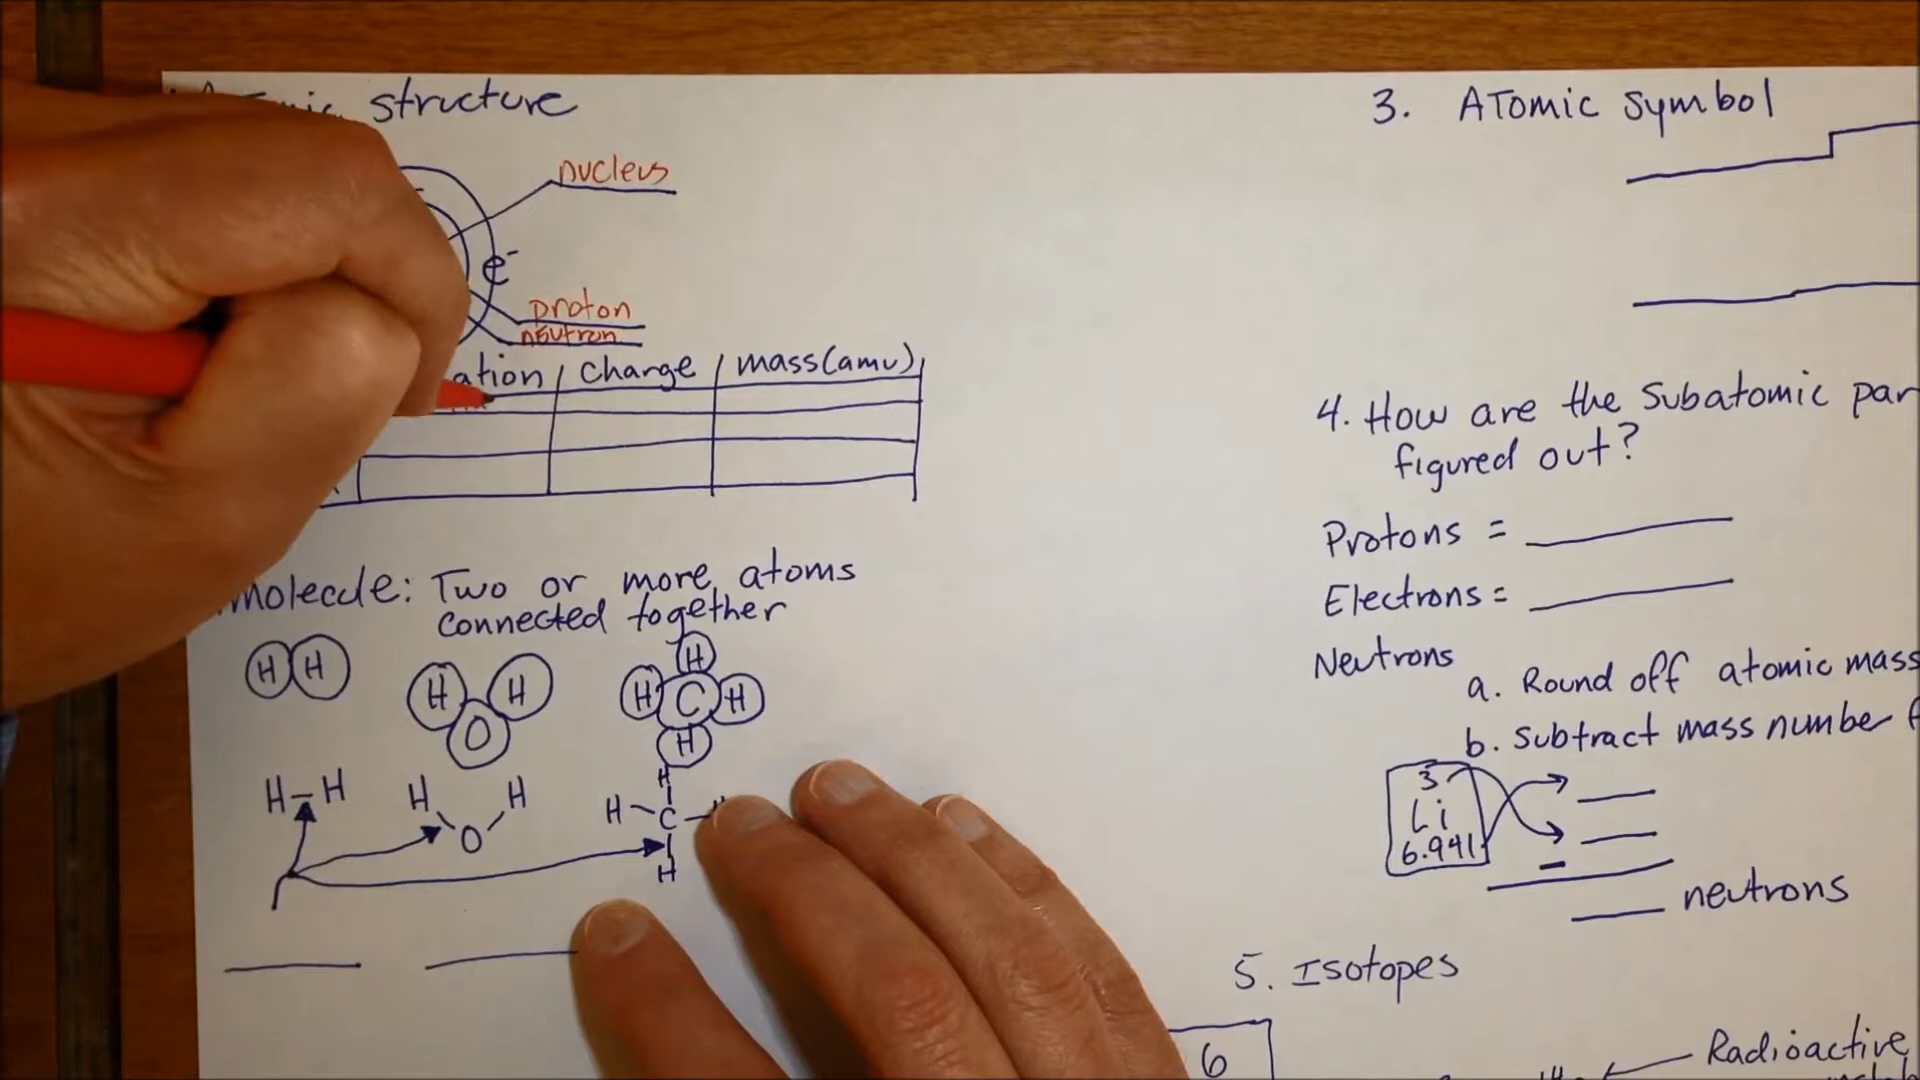 structure
nucleus
e-
proton
neutron
ation Charge mass(amu)
molecule: Two or more atoms
connected together
H H
H H O
H H C H H
H-H
H H O
H H-C- H
3. ATomic Symbol
4. How are the Subatomic par
figured out?
Protons =
Electrons =
Neutrons
a. Round off atomic mass
b. Subtract mass number f
3
Li
6.941
-
neutrons
5. Isotopes
6
Radioactive